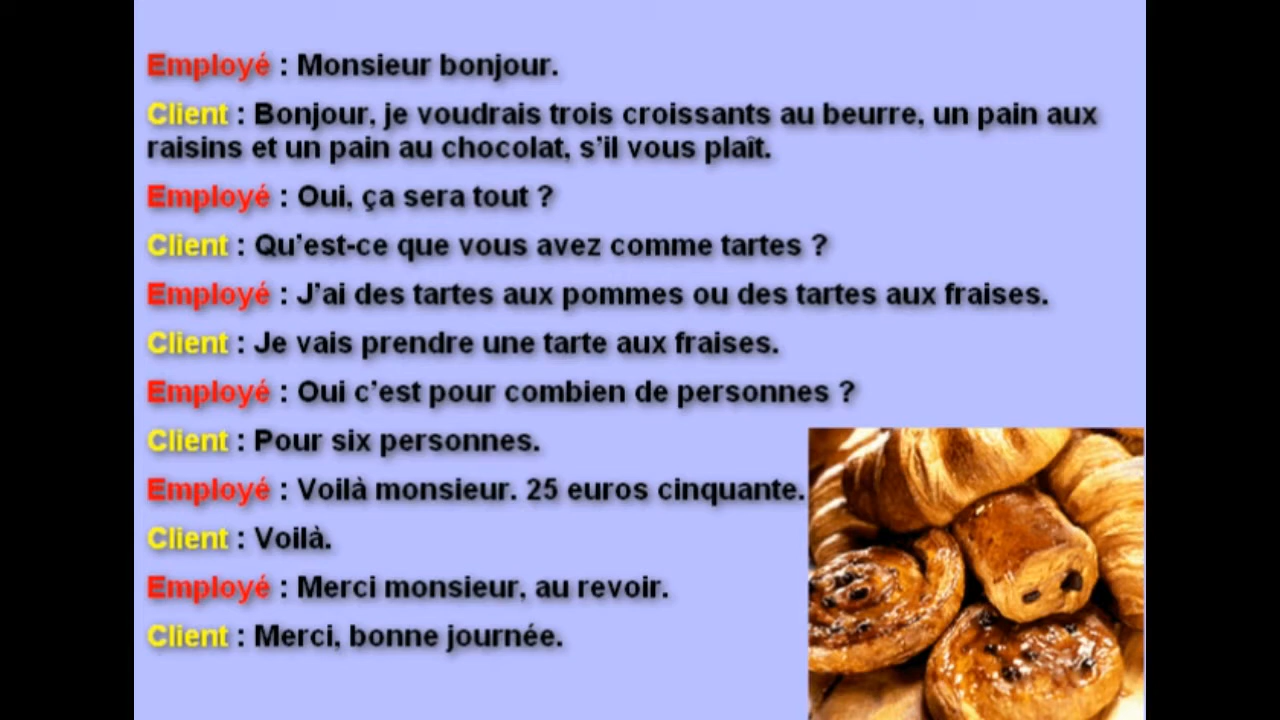 Employé : Monsieur bonjour.
Client : Bonjour, je voudrais trois croissants au beurre, un pain aux
raisins et un pain au chocolat, s’il vous plaît.
Employé : Oui, ça sera tout ?
Client : Qu’est-ce que vous avez comme tartes ?
Employé : J’ai des tartes aux pommes ou des tartes aux fraises.
Client : Je vais prendre une tarte aux fraises.
Employé : Oui c’est pour combien de personnes ?
Client : Pour six personnes.
Employé : Voilà monsieur. 25 euros cinquante.
Client : Voilà.
Employé : Merci monsieur, au revoir.
Client : Merci, bonne journée.